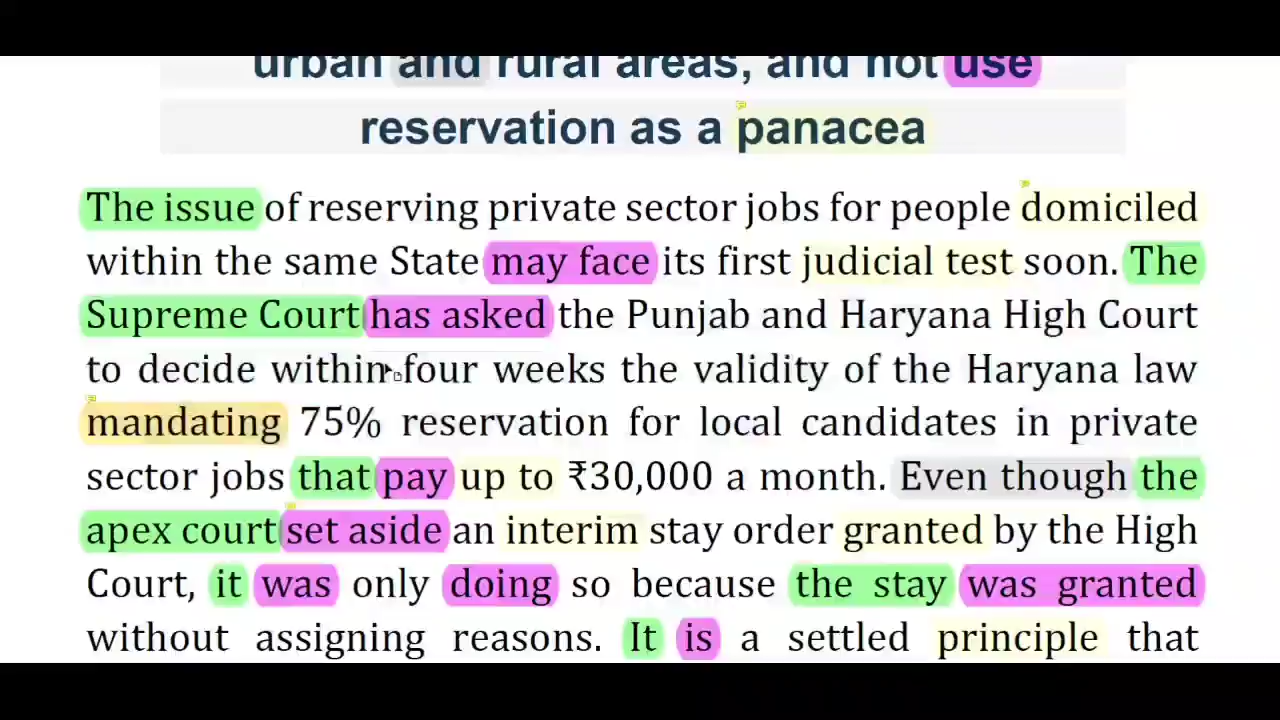 urban and rural areas, and not use
reservation as a panacea
The issue of reserving private sector jobs for people domiciled
within the same State may face its first judicial test soon. The
Supreme Court has asked the Punjab and Haryana High Court
to decide within four weeks the validity of the Haryana law
mandating 75% reservation for local candidates in private
sector jobs that pay up to ₹30,000 a month. Even though the
apex court set aside an interim stay order granted by the High
Court, it was only doing so because the stay was granted
without assigning reasons. It is a settled principle that